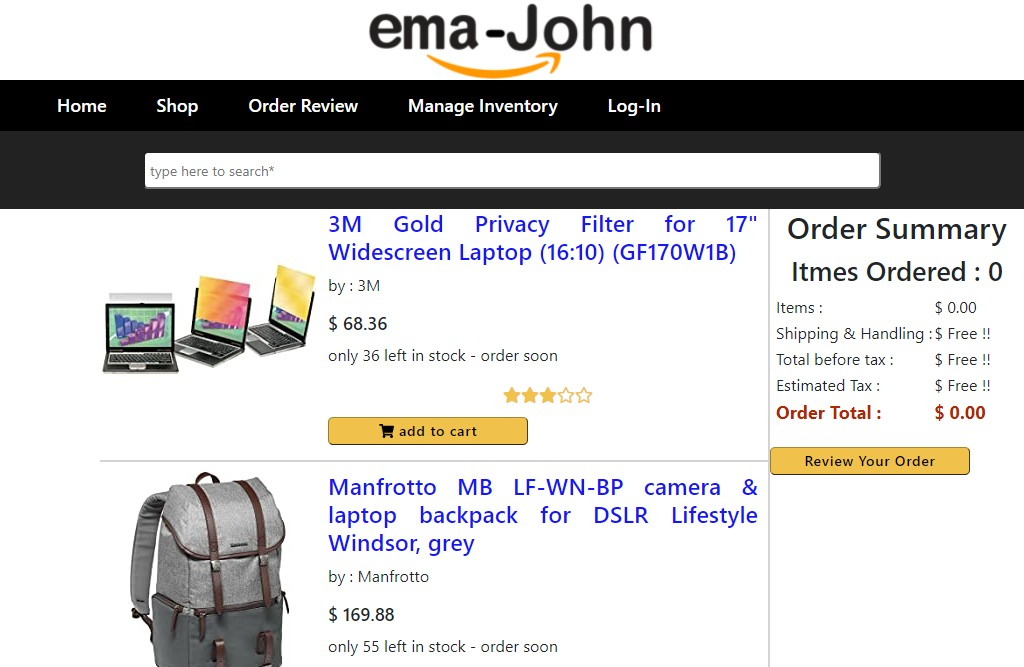 ema-John
Home Shop Order Review Manage Inventory Log-In
type here to search*
3M Gold Privacy Filter for 17"
Widescreen Laptop (16:10) (GF170W1B)
by : 3M
$ 68.36
only 36 left in stock - order soon
add to cart
Manfrotto MB LF-WN-BP camera &
laptop backpack for DSLR Lifestyle
Windsor, grey
by : Manfrotto
$ 169.88
only 55 left in stock - order soon
Order Summary
Itmes Ordered : 0
Items : $ 0.00
Shipping & Handling : $ Free !!
Total before tax : $ Free !!
Estimated Tax : $ Free !!
Order Total : $ 0.00
Review Your Order